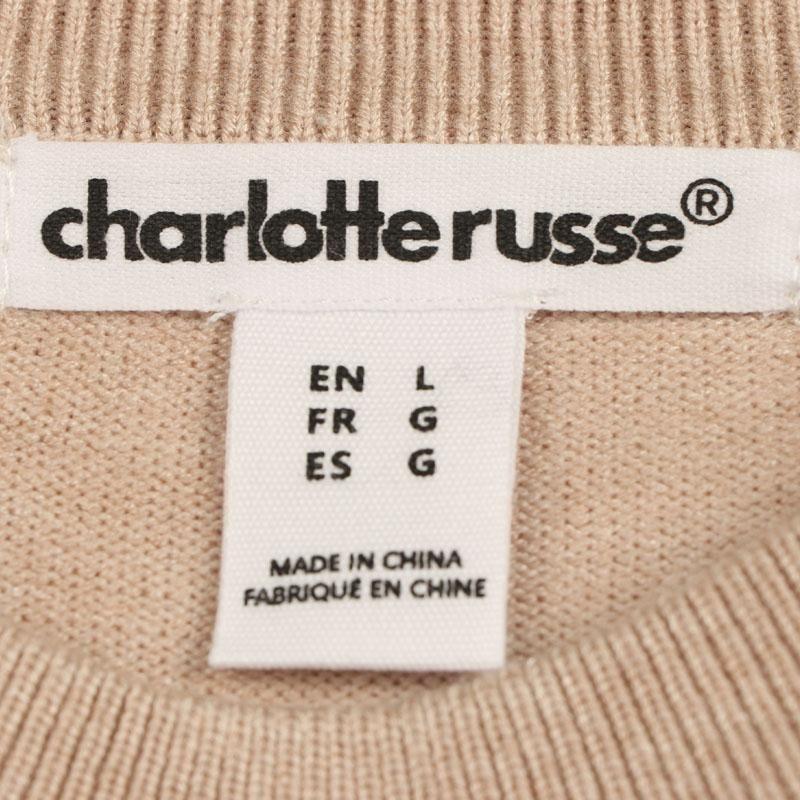 charlotte russe®
EN L
FR G
ES G
MADE IN CHINA
FABRIQUÉ EN CHINE